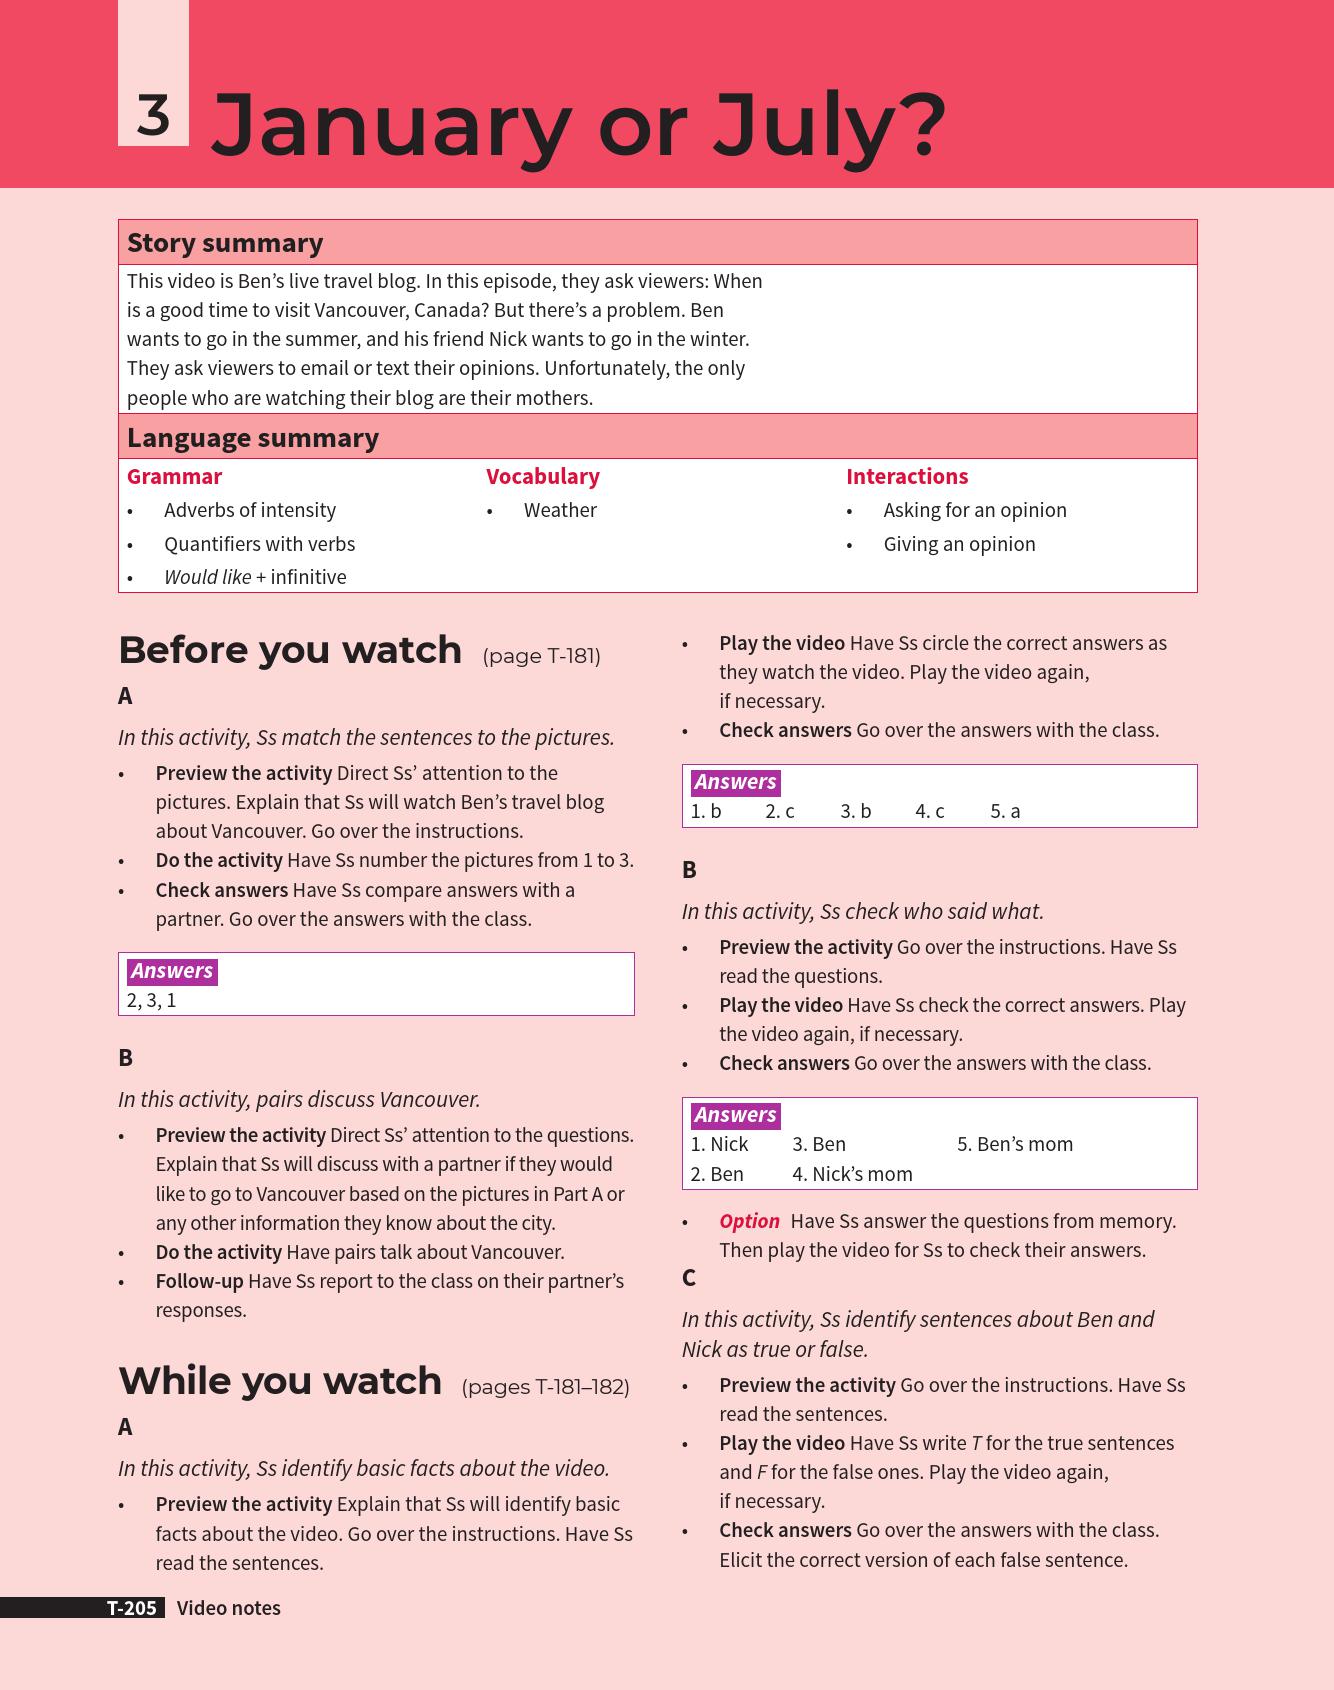 3 January or July?
Story summary
This video is Ben’s live travel blog. In this episode, they ask viewers: When
is a good time to visit Vancouver, Canada? But there’s a problem. Ben
wants to go in the summer, and his friend Nick wants to go in the winter.
They ask viewers to email or text their opinions. Unfortunately, the only
people who are watching their blog are their mothers.
Language summary
Grammar
• Adverbs of intensity
• Quantifiers with verbs
• Would like + infinitive
Vocabulary
• Weather
Interactions
• Asking for an opinion
• Giving an opinion
Before you watch (page T-181)
A
In this activity, Ss match the sentences to the pictures.
• Preview the activity Direct Ss’ attention to the
pictures. Explain that Ss will watch Ben’s travel blog
about Vancouver. Go over the instructions.
• Do the activity Have Ss number the pictures from 1 to 3.
• Check answers Have Ss compare answers with a
partner. Go over the answers with the class.
Answers
2, 3, 1
B
In this activity, pairs discuss Vancouver.
• Preview the activity Direct Ss’ attention to the questions.
Explain that Ss will discuss with a partner if they would
like to go to Vancouver based on the pictures in Part A or
any other information they know about the city.
• Do the activity Have pairs talk about Vancouver.
• Follow-up Have Ss report to the class on their partner’s
responses.
While you watch (pages T-181–182)
A
In this activity, Ss identify basic facts about the video.
• Preview the activity Explain that Ss will identify basic
facts about the video. Go over the instructions. Have Ss
read the sentences.
• Play the video Have Ss circle the correct answers as
they watch the video. Play the video again,
if necessary.
• Check answers Go over the answers with the class.
Answers
1. b 2. c 3. b 4. c 5. a
B
In this activity, Ss check who said what.
• Preview the activity Go over the instructions. Have Ss
read the questions.
• Play the video Have Ss check the correct answers. Play
the video again, if necessary.
• Check answers Go over the answers with the class.
Answers
1. Nick 3. Ben 5. Ben’s mom
2. Ben 4. Nick’s mom
• Option Have Ss answer the questions from memory.
Then play the video for Ss to check their answers.
C
In this activity, Ss identify sentences about Ben and
Nick as true or false.
• Preview the activity Go over the instructions. Have Ss
read the sentences.
• Play the video Have Ss write T for the true sentences
and F for the false ones. Play the video again,
if necessary.
• Check answers Go over the answers with the class.
Elicit the correct version of each false sentence.
T-205 Video notes